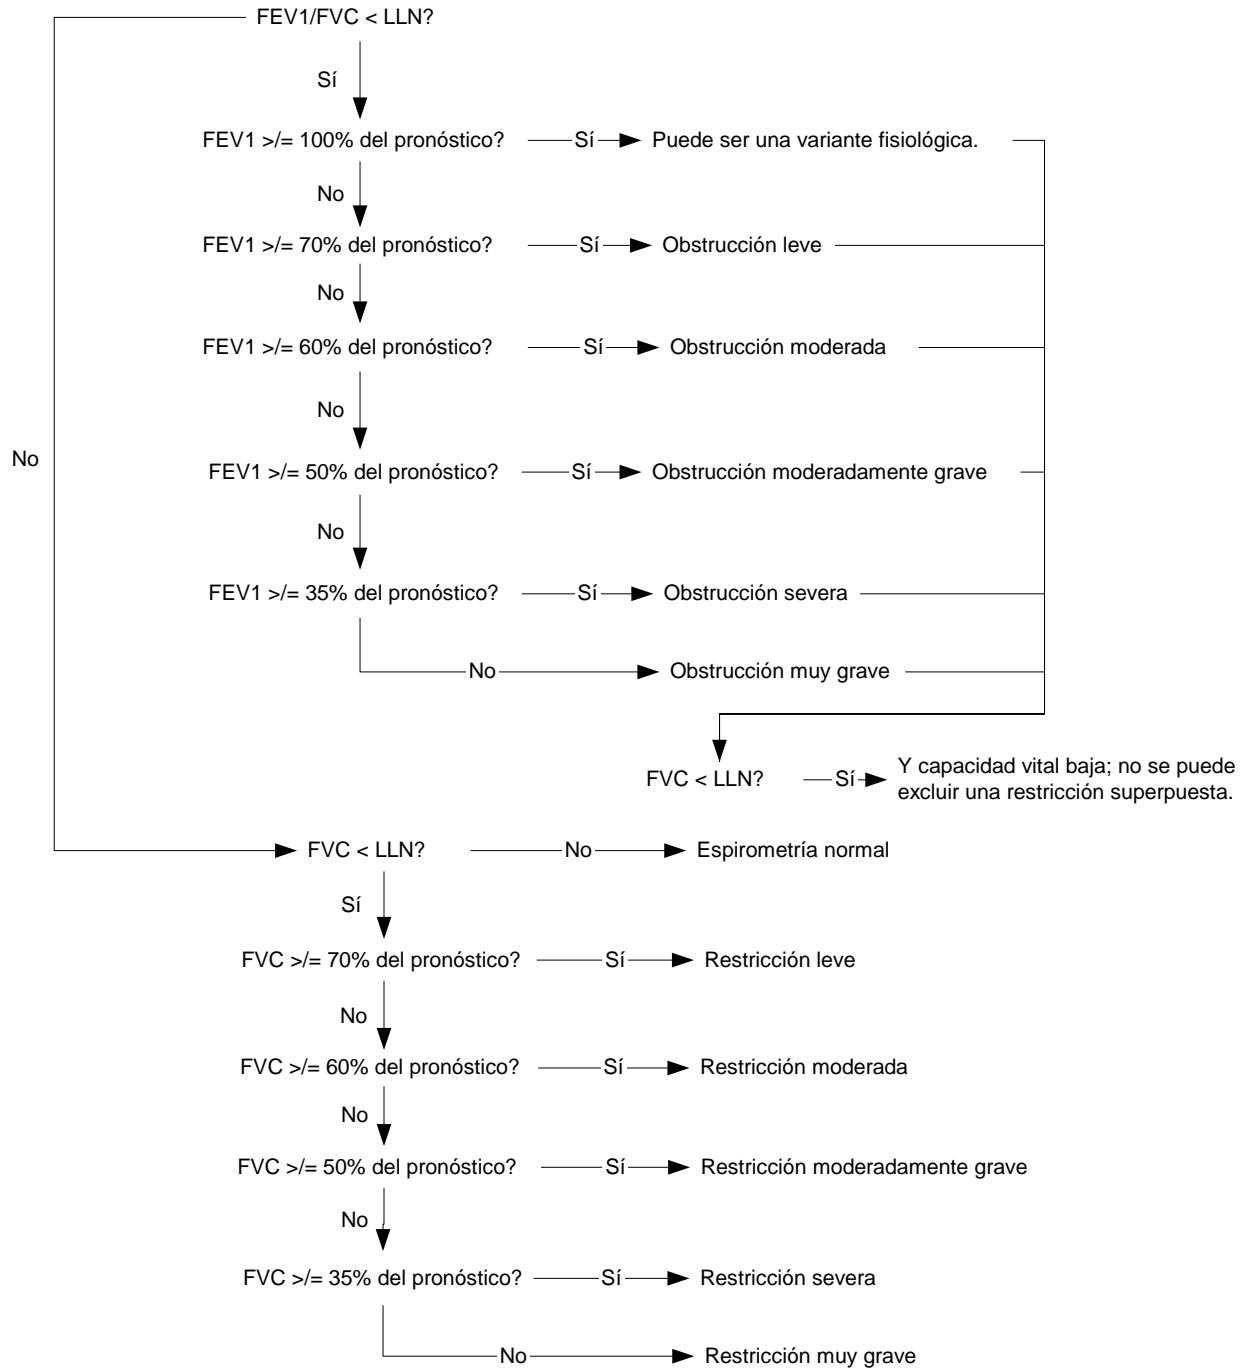 FEV1/FVC < LLN?
Sí
FEV1 >/= 100% del pronóstico?
Sí
Puede ser una variante fisiológica.
No
FEV1 >/= 70% del pronóstico?
Sí
Obstrucción leve
No
FEV1 >/= 60% del pronóstico?
Sí
Obstrucción moderada
No
No
FEV1 >/= 50% del pronóstico?
Sí
Obstrucción moderadamente grave
No
FEV1 >/= 35% del pronóstico?
Sí
Obstrucción severa
No
Obstrucción muy grave
FVC < LLN?
Sí
Y capacidad vital baja; no se puede
excluir una restricción superpuesta.
FVC < LLN?
No
Espirometría normal
Sí
FVC >/= 70% del pronóstico?
Sí
Restricción leve
No
FVC >/= 60% del pronóstico?
Sí
Restricción moderada
No
FVC >/= 50% del pronóstico?
Sí
Restricción moderadamente grave
No
FVC >/= 35% del pronóstico?
Sí
Restricción severa
No
Restricción muy grave